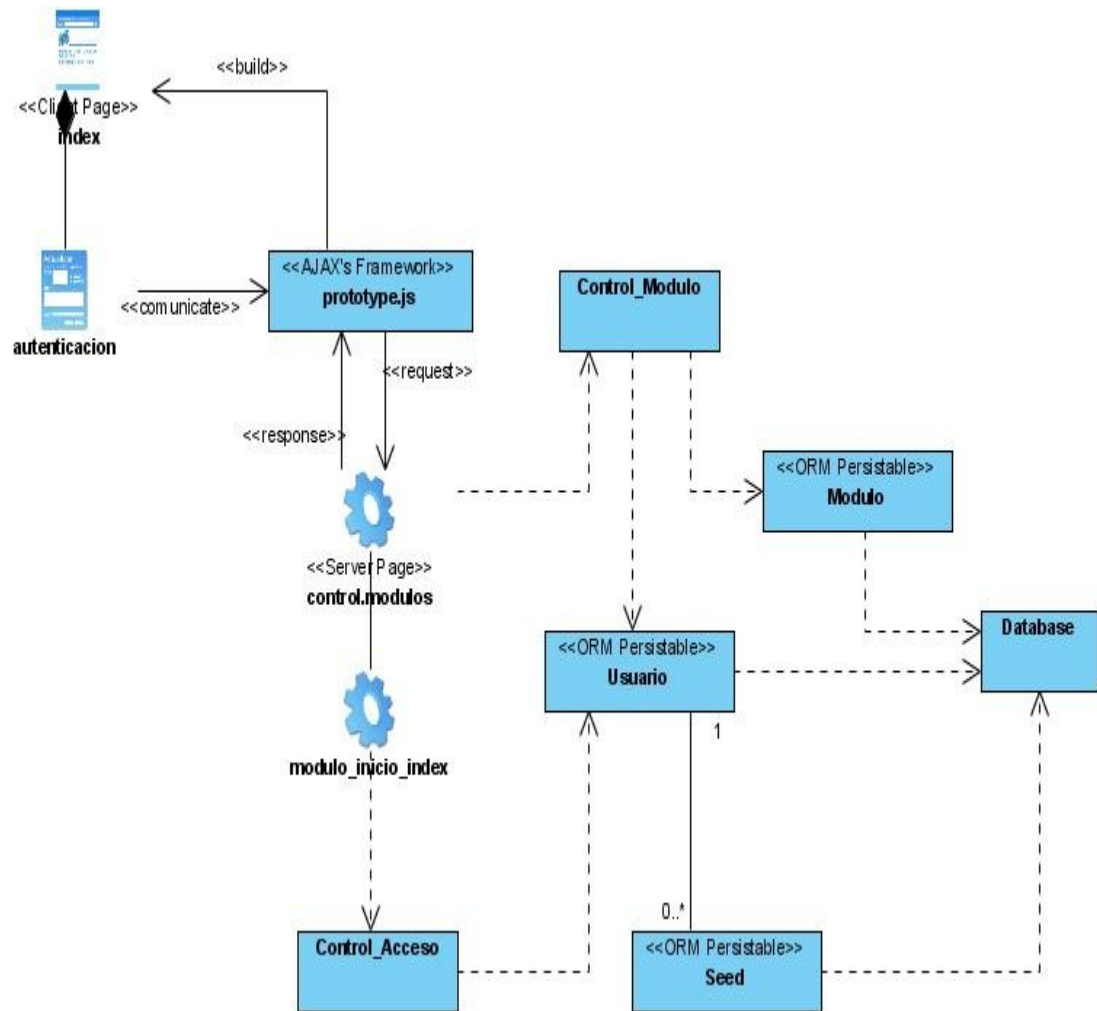 <<build>>
<<Client Page>>
index
<<AJAX's Framework>>
prototype.js
<<comunicate>>
autenticacion
Control_Modulo
<<request>>
<<response>>
<<ORM Persistable>>
Modulo
<<Server Page>>
control.modulos
<<ORM Persistable>>
Usuario
Database
1
modulo_inicio_index
0..*
Control_Acceso
<<ORM Persistable>>
Seed